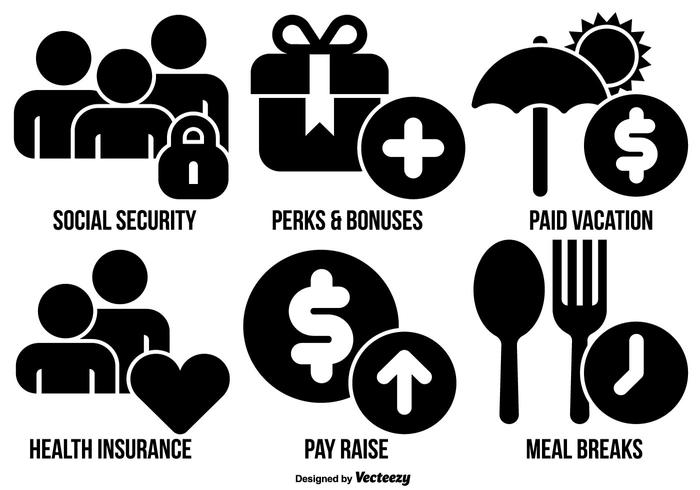 SOCIAL SECURITY
PERKS & BONUSES
PAID VACATION
$
HEALTH INSURANCE
PAY RAISE
$
MEAL BREAKS
Designed by Vecteezy